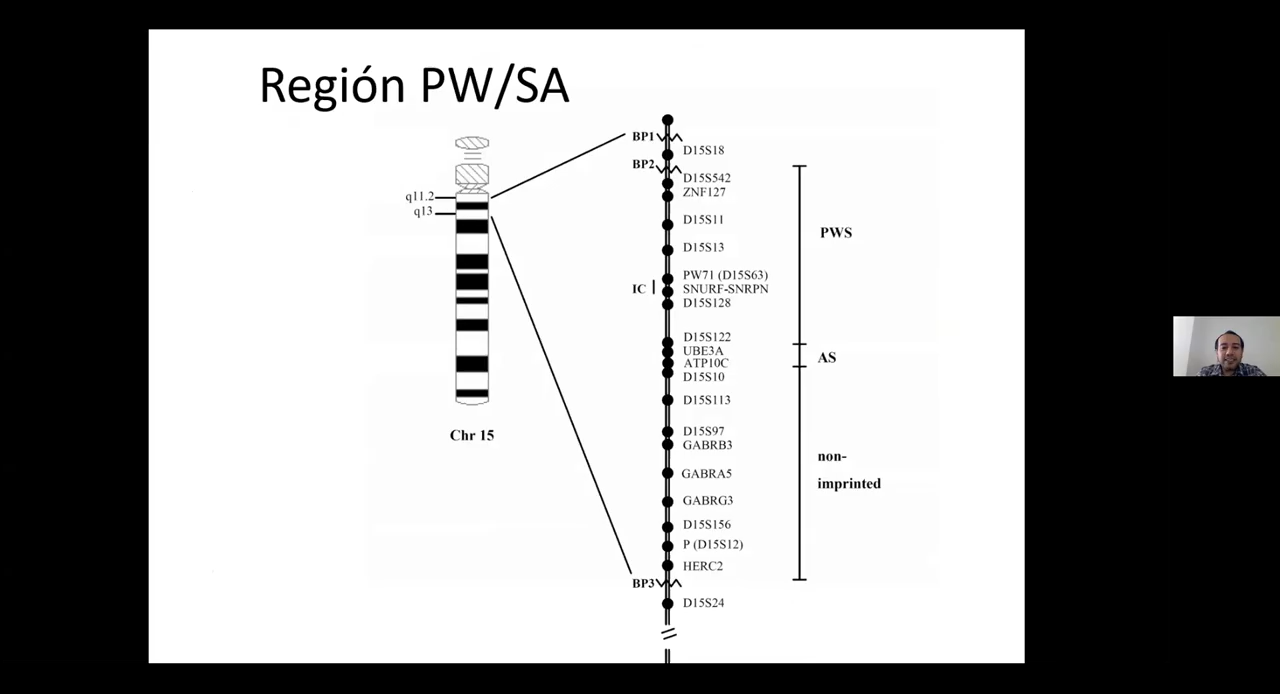 Región PW/SA
q11.2
q13
Chr 15
BP1
D15S18
BP2
D15S542
ZNF127
D15S11
D15S13
PW71 (D15S63)
IC
SNURF-SNRPN
D15S128
D15S122
UBE3A
ATP10C
D15S10
D15S113
D15S97
GABRB3
GABRA5
GABRG3
D15S156
P (D15S12)
HERC2
BP3
D15S24
PWS
AS
non-
imprinted